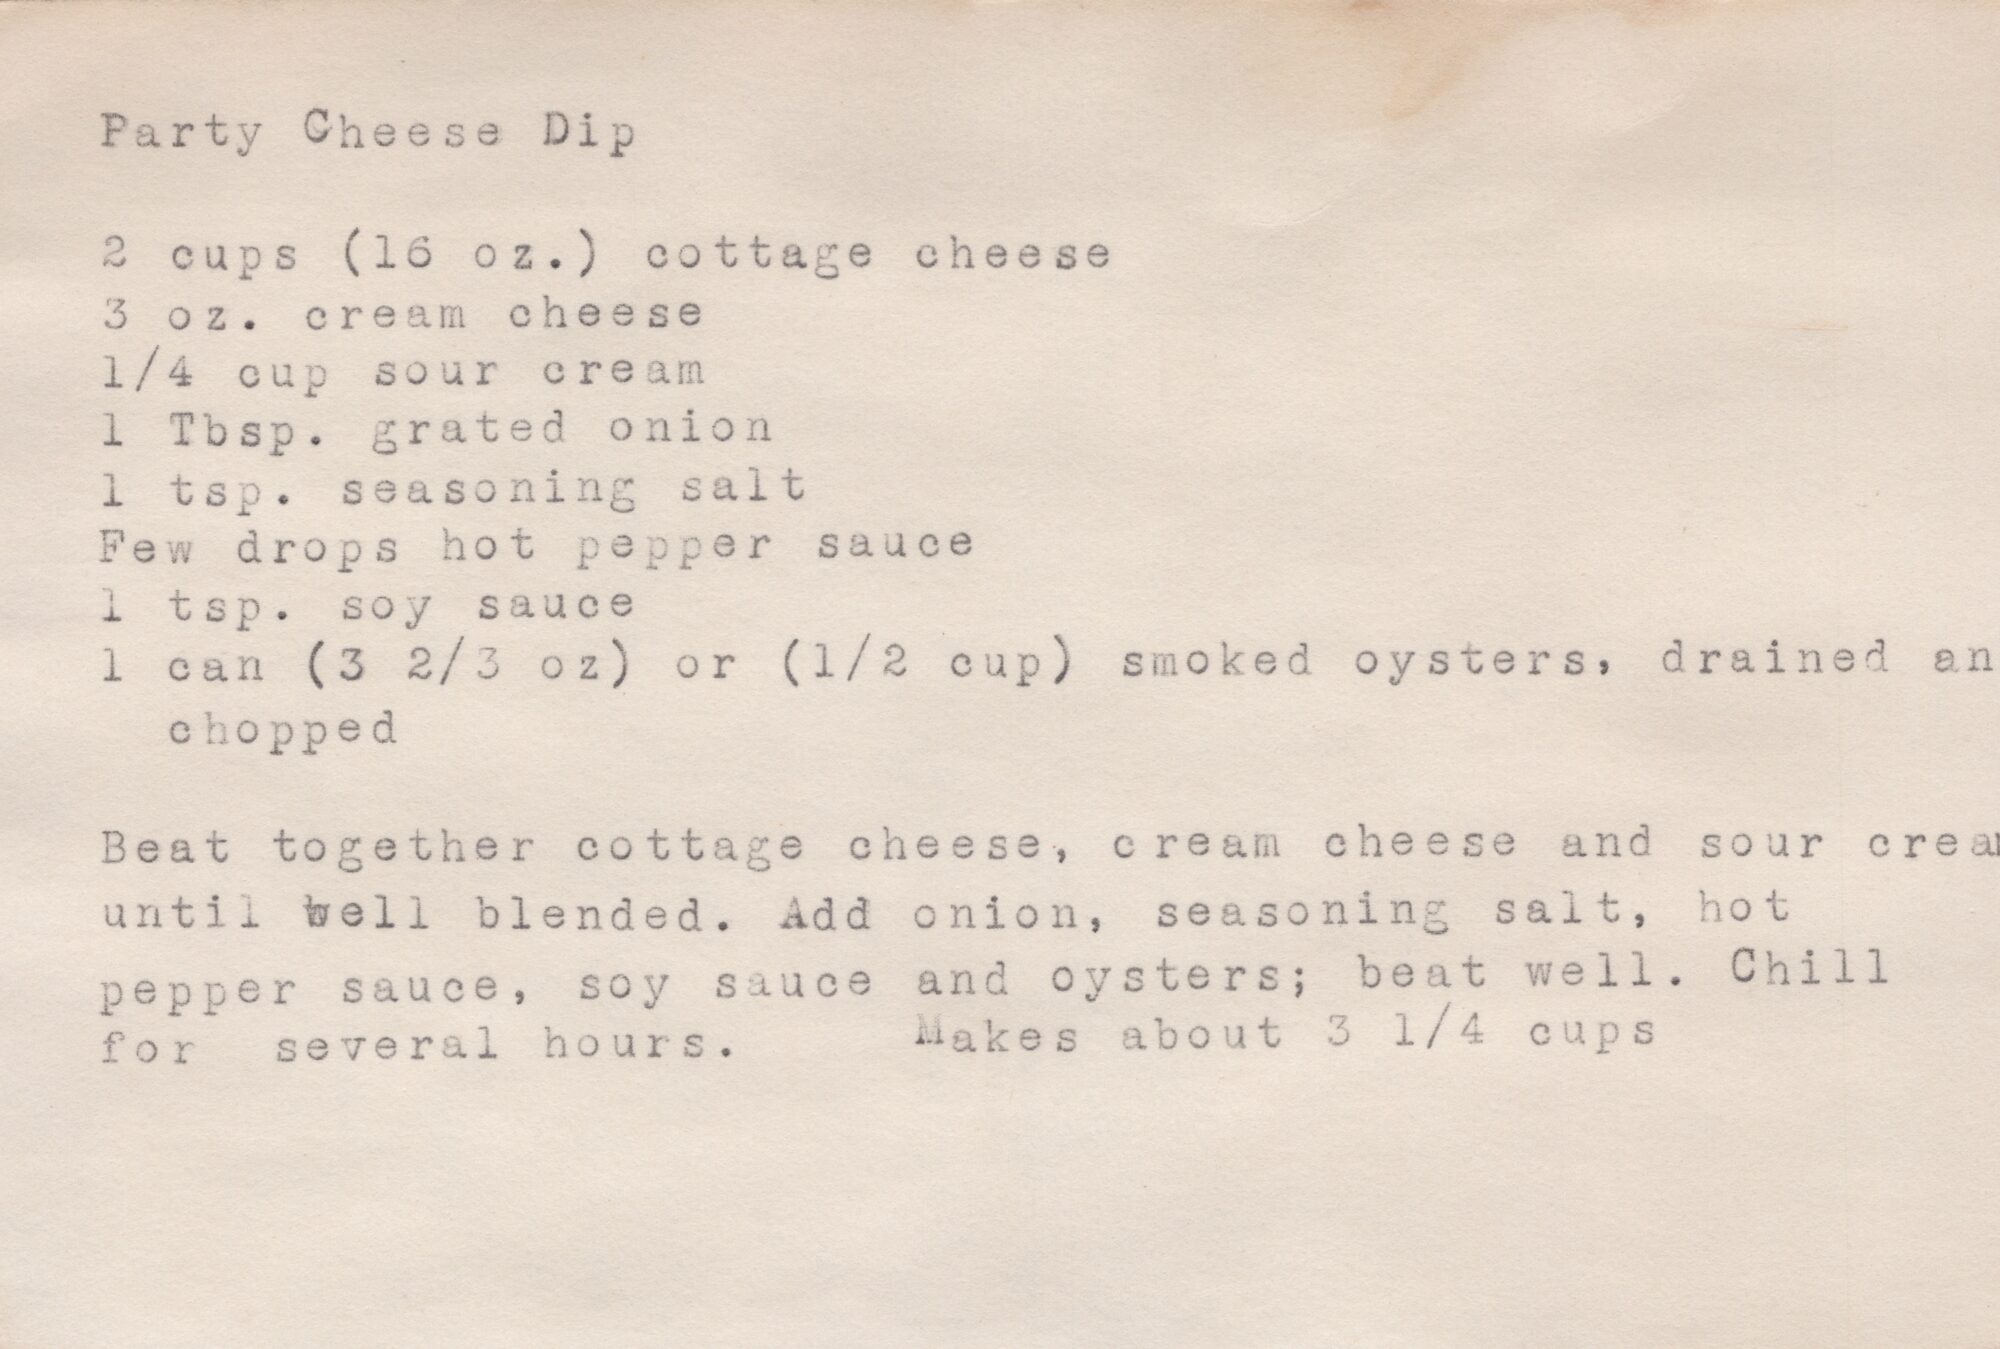 Party Cheese Dip
2 cups (16 oz.) cottage cheese
3 oz. cream cheese
1/4 cup sour cream
1 Tbsp. grated onion
1 tsp. seasoning salt
Few drops hot pepper sauce
1 tsp. soy sauce
1 can (3 2/3 oz) or (1/2 cup) smoked oysters, drained an
chopped
Beat together cottage cheese, cream cheese and sour cream
until well blended. Add onion, seasoning salt, hot
pepper sauce, soy sauce and oysters; beat well. Chill
for several hours. Makes about 3 1/4 cups